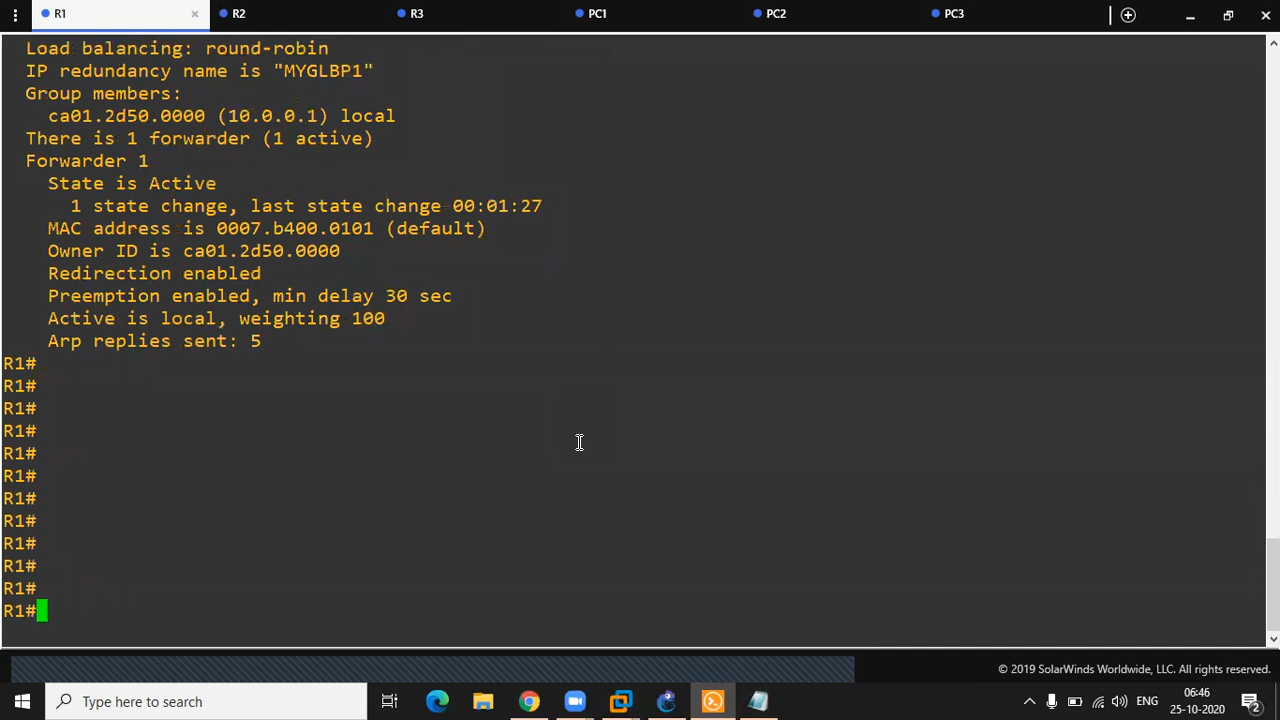 R1
R2
R3
PC1
PC2
PC3
Load balancing: round-robin
IP redundancy name is "MYGLBP1"
Group members:
ca01.2d50.0000 (10.0.0.1) local
There is 1 forwarder (1 active)
Forwarder 1
State is Active
1 state change, last state change 00:01:27
MAC address is 0007.b400.0101 (default)
Owner ID is ca01.2d50.0000
Redirection enabled
Preemption enabled, min delay 30 sec
Active is local, weighting 100
Arp replies sent: 5
R1#
R1#
R1#
R1#
R1#
R1#
R1#
R1#
R1#
R1#
R1#
R1#
© 2019 SolarWinds Worldwide, LLC. All rights reserved.
Type here to search
ENG
06:46
25-10-2020
2